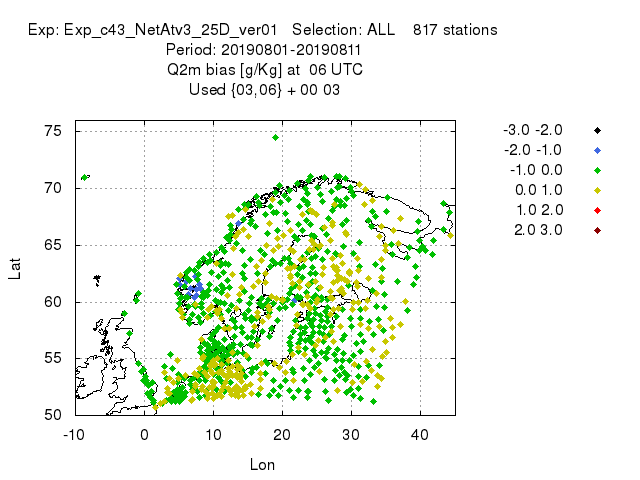 Exp: Exp_c43_NetAtv3_25D_ver01   Selection: ALL    817 stations
Period: 20190801-20190811
Q2m bias [g/Kg] at  06 UTC
Used {03,06} + 00 03
-3.0 -2.0
-2.0 -1.0
-1.0 0.0
0.0 1.0
1.0 2.0
2.0 3.0
75
70
65
60
55
50
Lat
-10 0 10 20 30 40
Lon